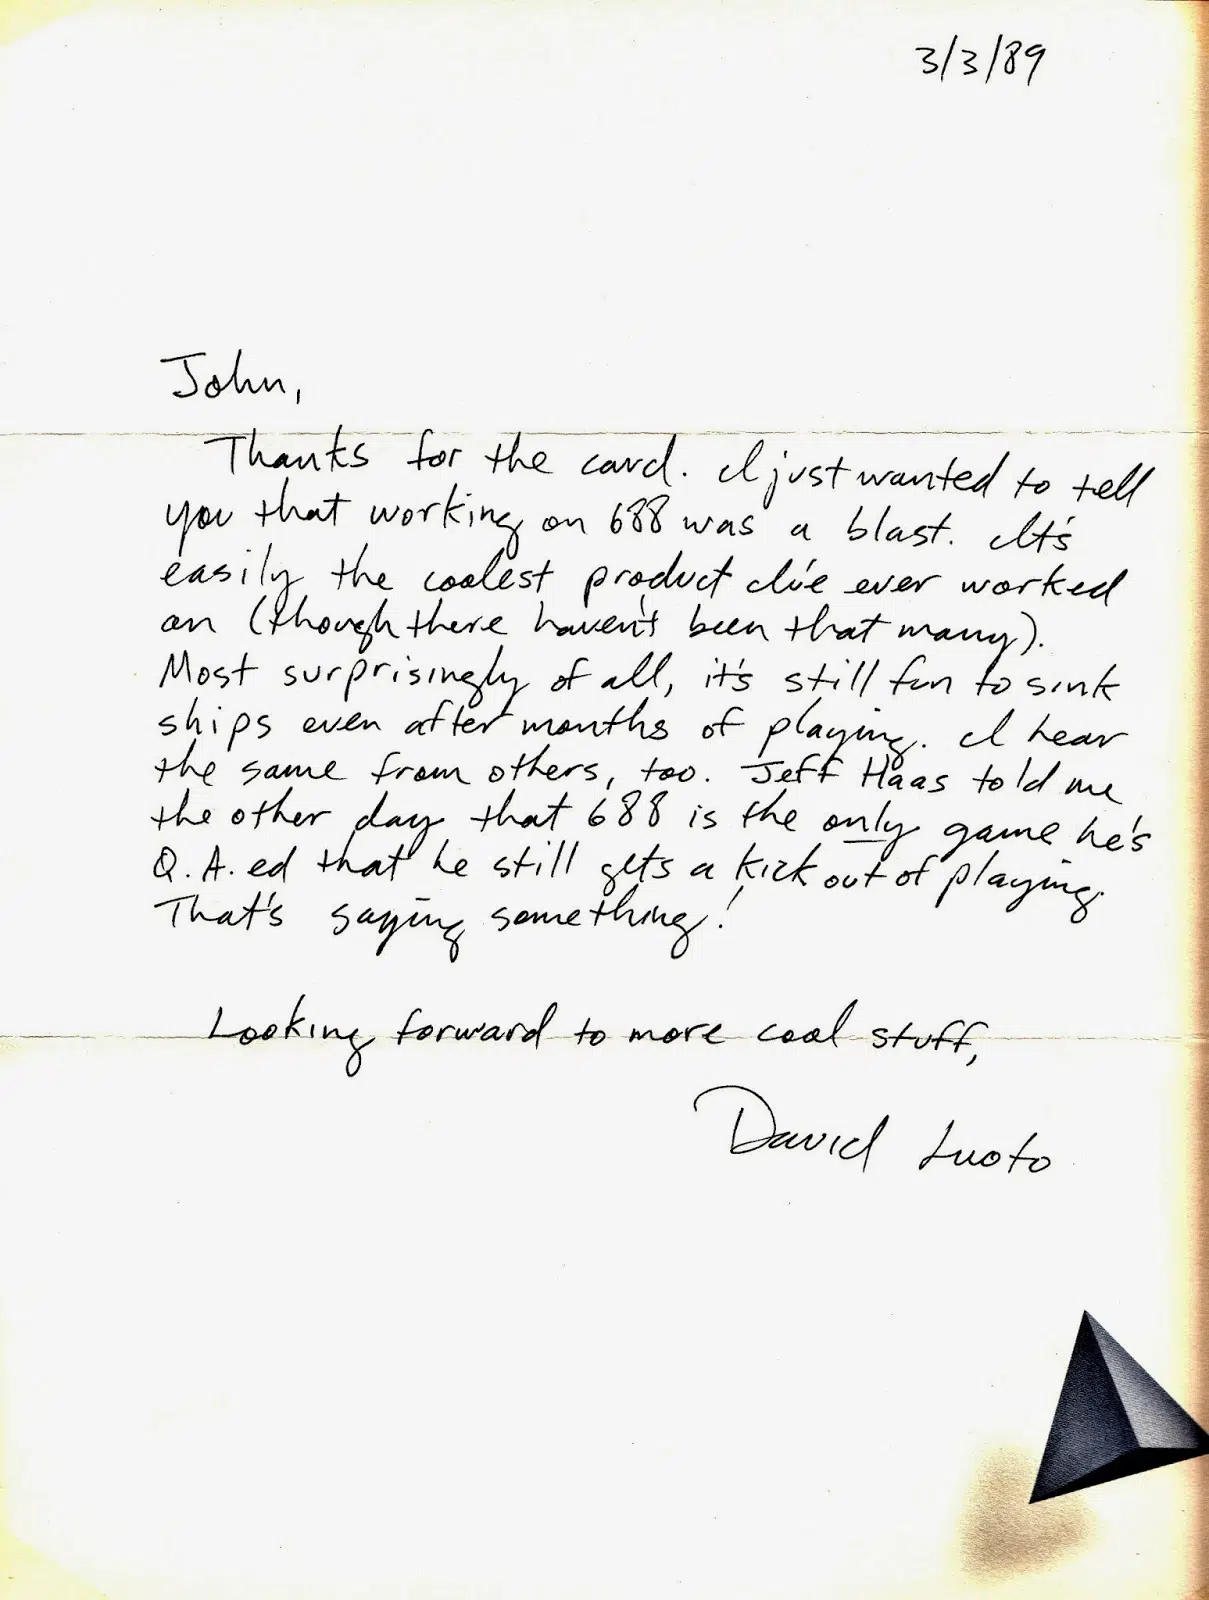 3/3/89
John,
Thanks for the card. I just wanted to tell
you that working on 688 was a blast. It's
easily the coolest product I've ever worked
on (though there haven't been that many).
Most surprisingly of all, it's still fun to sink
ships even after months of playing. I hear
the same from others, too. Jeff Haas told me
the other day that 688 is the only game he's
Q.A.ed that he still gets a kick out of playing.
That's saying something!
Looking forward to more cool stuff,
David Luoto